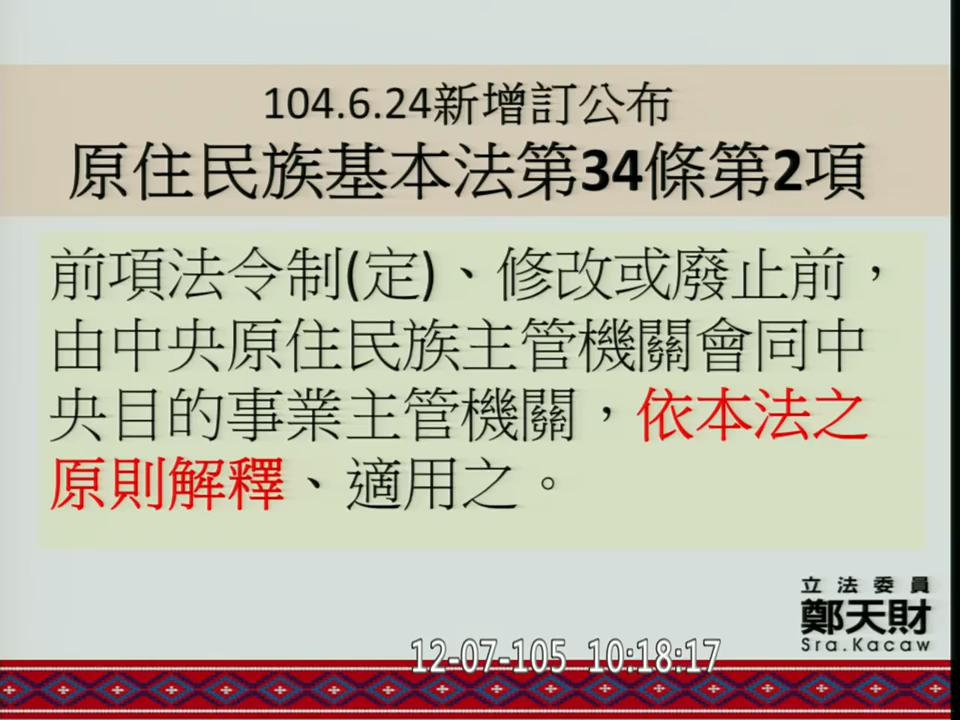 104.6.24新增訂公布
原住民族基本法第34條第2項
前項法令制(定)、修改或廢止前，
由中央原住民族主管機關會同中
央目的事業主管機關，依本法之
原則解釋、適用之。
立法委員
鄭天財
Sra.Kacaw
12-07-105 10:18:17